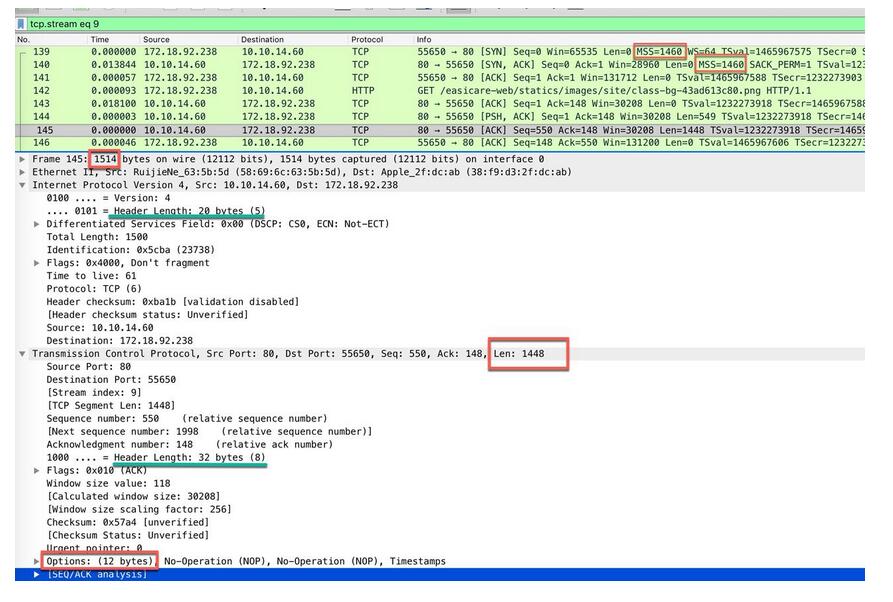 tcp.stream eq 9
No. Time Source Destination Protocol Info
139 0.000000 172.18.92.238 10.10.14.60 TCP 55650 → 80 [SYN] Seq=0 Win=65535 Len=0 MSS=1460 WS=64 TSval=1465967575 TSecr=0 S
140 0.013844 10.10.14.60 172.18.92.238 TCP 80 → 55650 [SYN, ACK] Seq=0 Ack=1 Win=28960 Len=0 MSS=1460 SACK_PERM=1 TSval=12
141 0.000057 172.18.92.238 10.10.14.60 TCP 55650 → 80 [ACK] Seq=1 Ack=1 Win=131712 Len=0 TSval=1465967588 TSecr=1232273903
142 0.000093 172.18.92.238 10.10.14.60 HTTP GET /easicare-web/statics/images/site/class-bg-43ad613c80.png HTTP/1.1
143 0.018100 10.10.14.60 172.18.92.238 TCP 80 → 55650 [ACK] Seq=1 Ack=148 Win=30208 Len=0 TSval=1232273918 TSecr=1465967588
144 0.000003 10.10.14.60 172.18.92.238 TCP 80 → 55650 [PSH, ACK] Seq=1 Ack=148 Win=30208 Len=549 TSval=1232273918 TSecr=146
145 0.000000 10.10.14.60 172.18.92.238 TCP 80 → 55650 [ACK] Seq=550 Ack=148 Win=30208 Len=1448 TSval=1232273918 TSecr=14659
146 0.000046 172.18.92.238 10.10.14.60 TCP 55650 → 80 [ACK] Seq=148 Ack=550 Win=131200 Len=0 TSval=1465967606 TSecr=123227
Frame 145: 1514 bytes on wire (12112 bits), 1514 bytes captured (12112 bits) on interface 0
Ethernet II, Src: RuijieNe_63:5b:5d (58:69:6c:63:5b:5d), Dst: Apple_2f:dc:ab (38:f9:d3:2f:dc:ab)
Internet Protocol Version 4, Src: 10.10.14.60, Dst: 172.18.92.238
0100 .... = Version: 4
.... 0101 = Header Length: 20 bytes (5)
Differentiated Services Field: 0x00 (DSCP: CS0, ECN: Not-ECT)
Total Length: 1500
Identification: 0x5cba (23738)
Flags: 0x4000, Don't fragment
Time to live: 61
Protocol: TCP (6)
Header checksum: 0xba1b [validation disabled]
[Header checksum status: Unverified]
Source: 10.10.14.60
Destination: 172.18.92.238
Transmission Control Protocol, Src Port: 80, Dst Port: 55650, Seq: 550, Ack: 148, Len: 1448
Source Port: 80
Destination Port: 55650
[Stream index: 9]
[TCP Segment Len: 1448]
Sequence number: 550 (relative sequence number)
[Next sequence number: 1998 (relative sequence number)]
Acknowledgment number: 148 (relative ack number)
1000 .... = Header Length: 32 bytes (8)
Flags: 0x010 (ACK)
Window size value: 118
[Calculated window size: 30208]
[Window size scaling factor: 256]
Checksum: 0x57a4 [unverified]
[Checksum Status: Unverified]
Urgent pointer: 0
Options: (12 bytes), No-Operation (NOP), No-Operation (NOP), Timestamps
[SEQ/ACK analysis]